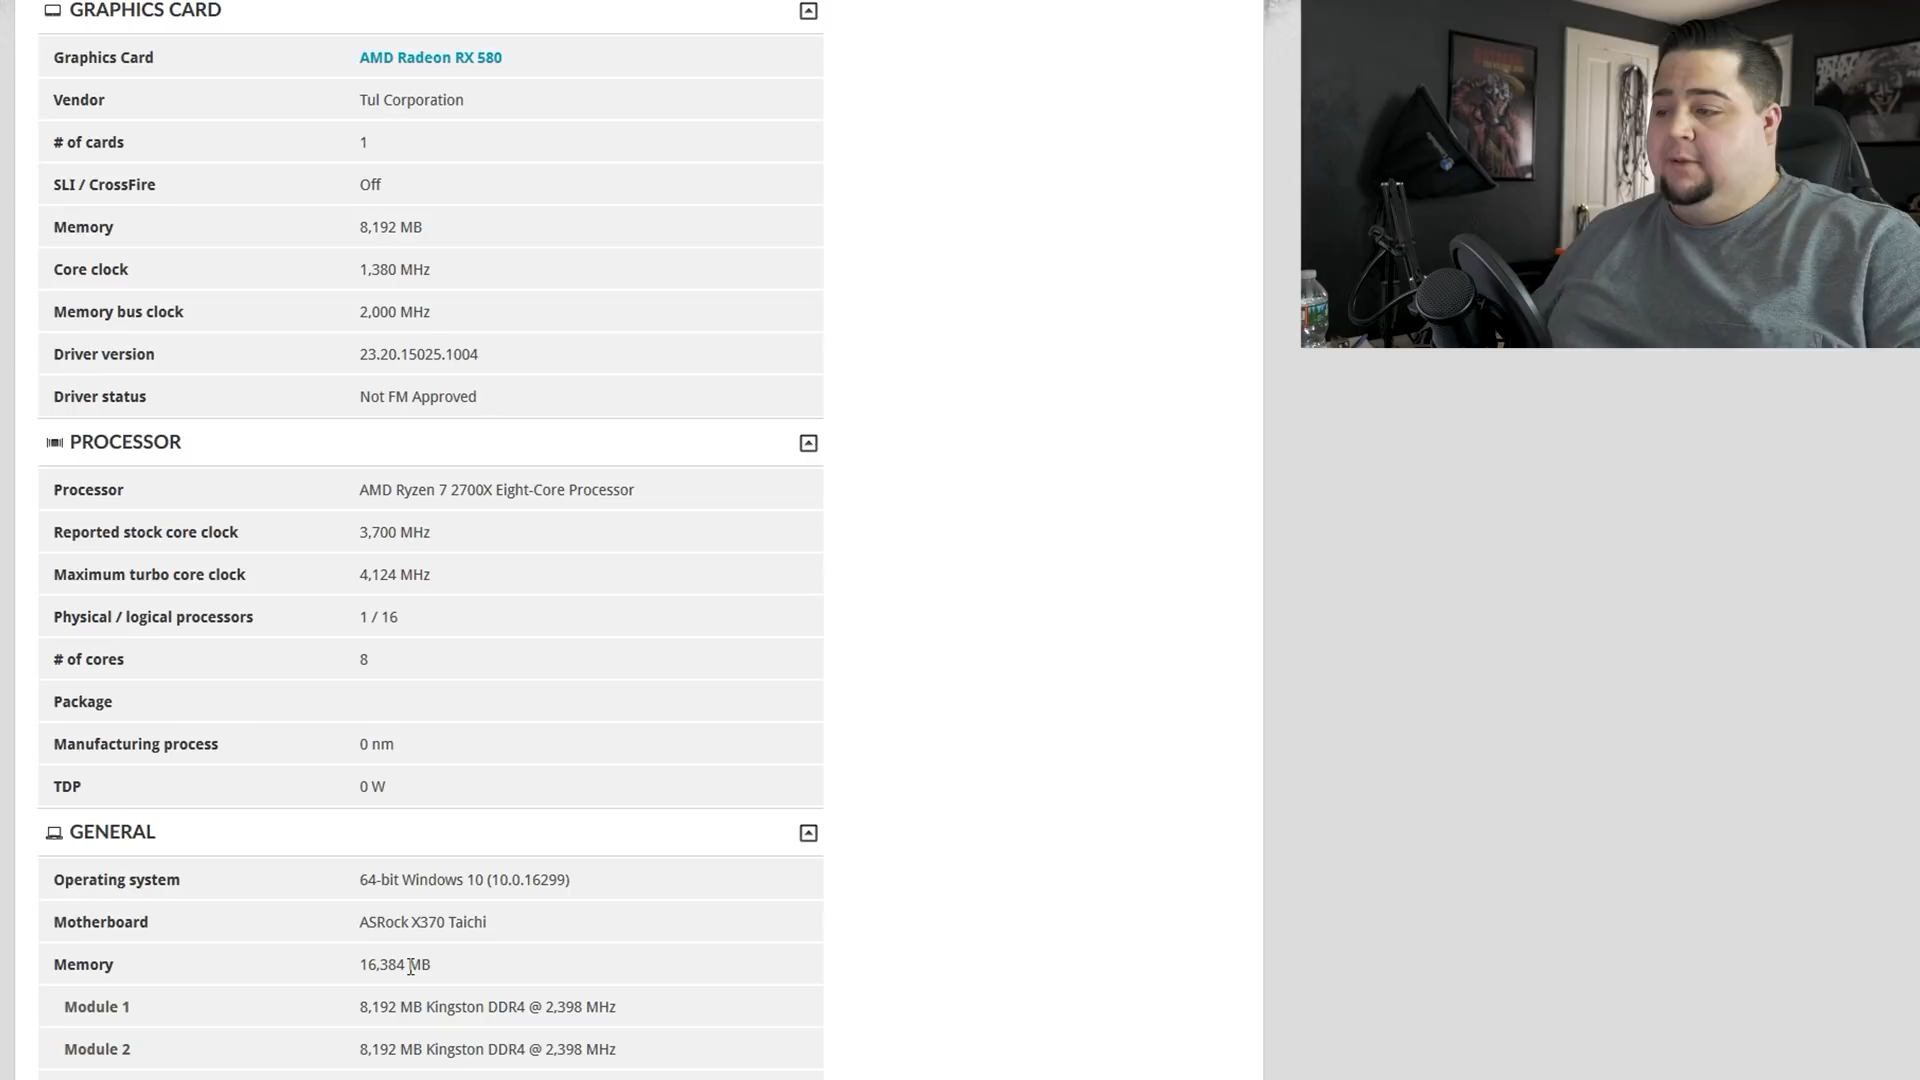 GRAPHICS CARD
Graphics Card AMD Radeon RX 580
Vendor Tul Corporation
# of cards 1
SLI / CrossFire Off
Memory 8,192 MB
Core clock 1,380 MHz
Memory bus clock 2,000 MHz
Driver version 23.20.15025.1004
Driver status Not FM Approved
PROCESSOR
Processor AMD Ryzen 7 2700X Eight-Core Processor
Reported stock core clock 3,700 MHz
Maximum turbo core clock 4,124 MHz
Physical / logical processors 1 / 16
# of cores 8
Package
Manufacturing process 0 nm
TDP 0 W
GENERAL
Operating system 64-bit Windows 10 (10.0.16299)
Motherboard ASRock X370 Taichi
Memory 16,384 MB
Module 1 8,192 MB Kingston DDR4 @ 2,398 MHz
Module 2 8,192 MB Kingston DDR4 @ 2,398 MHz